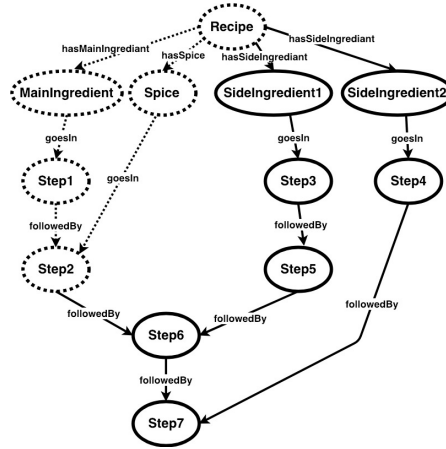 Recipe
hasMainIngrediant
hasSpice
hasSideIngrediant
hasSideIngrediant
MainIngredient
Spice
SideIngredient1
SideIngredient2
goesIn
goesIn
goesIn
goesIn
Step1
Step3
Step4
followedBy
followedBy
Step2
Step5
followedBy
followedBy
followedBy
Step6
followedBy
Step7